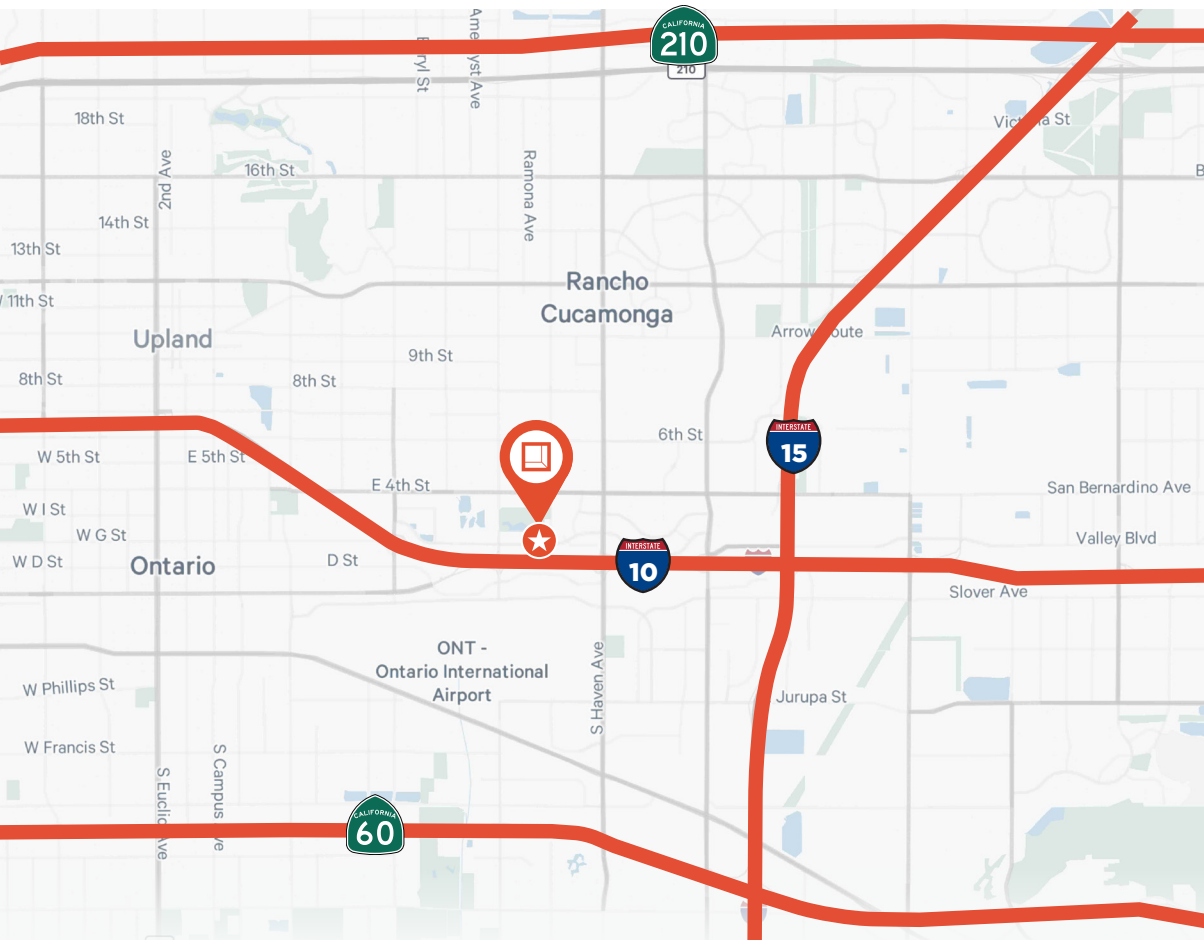 CALIFORNIA
210
210
Amethyst Ave
18th St
Victoria St
2nd Ave
16th St
Ramona Ave
14th St
13th St
11th St
Rancho
Cucamonga
Upland
Arrow Route
9th St
8th St
8th St
6th St
INTERSTATE
15
W 5th St
E 5th St
E 4th St
San Bernardino Ave
W I St
W G St
Valley Blvd
W D St
Ontario
D St
INTERSTATE
10
Slover Ave
ONT -
Ontario International
Airport
S Haven Ave
W Phillips St
Jurupa St
W Francis St
S Campus Ave
S Euclid Ave
CALIFORNIA
60